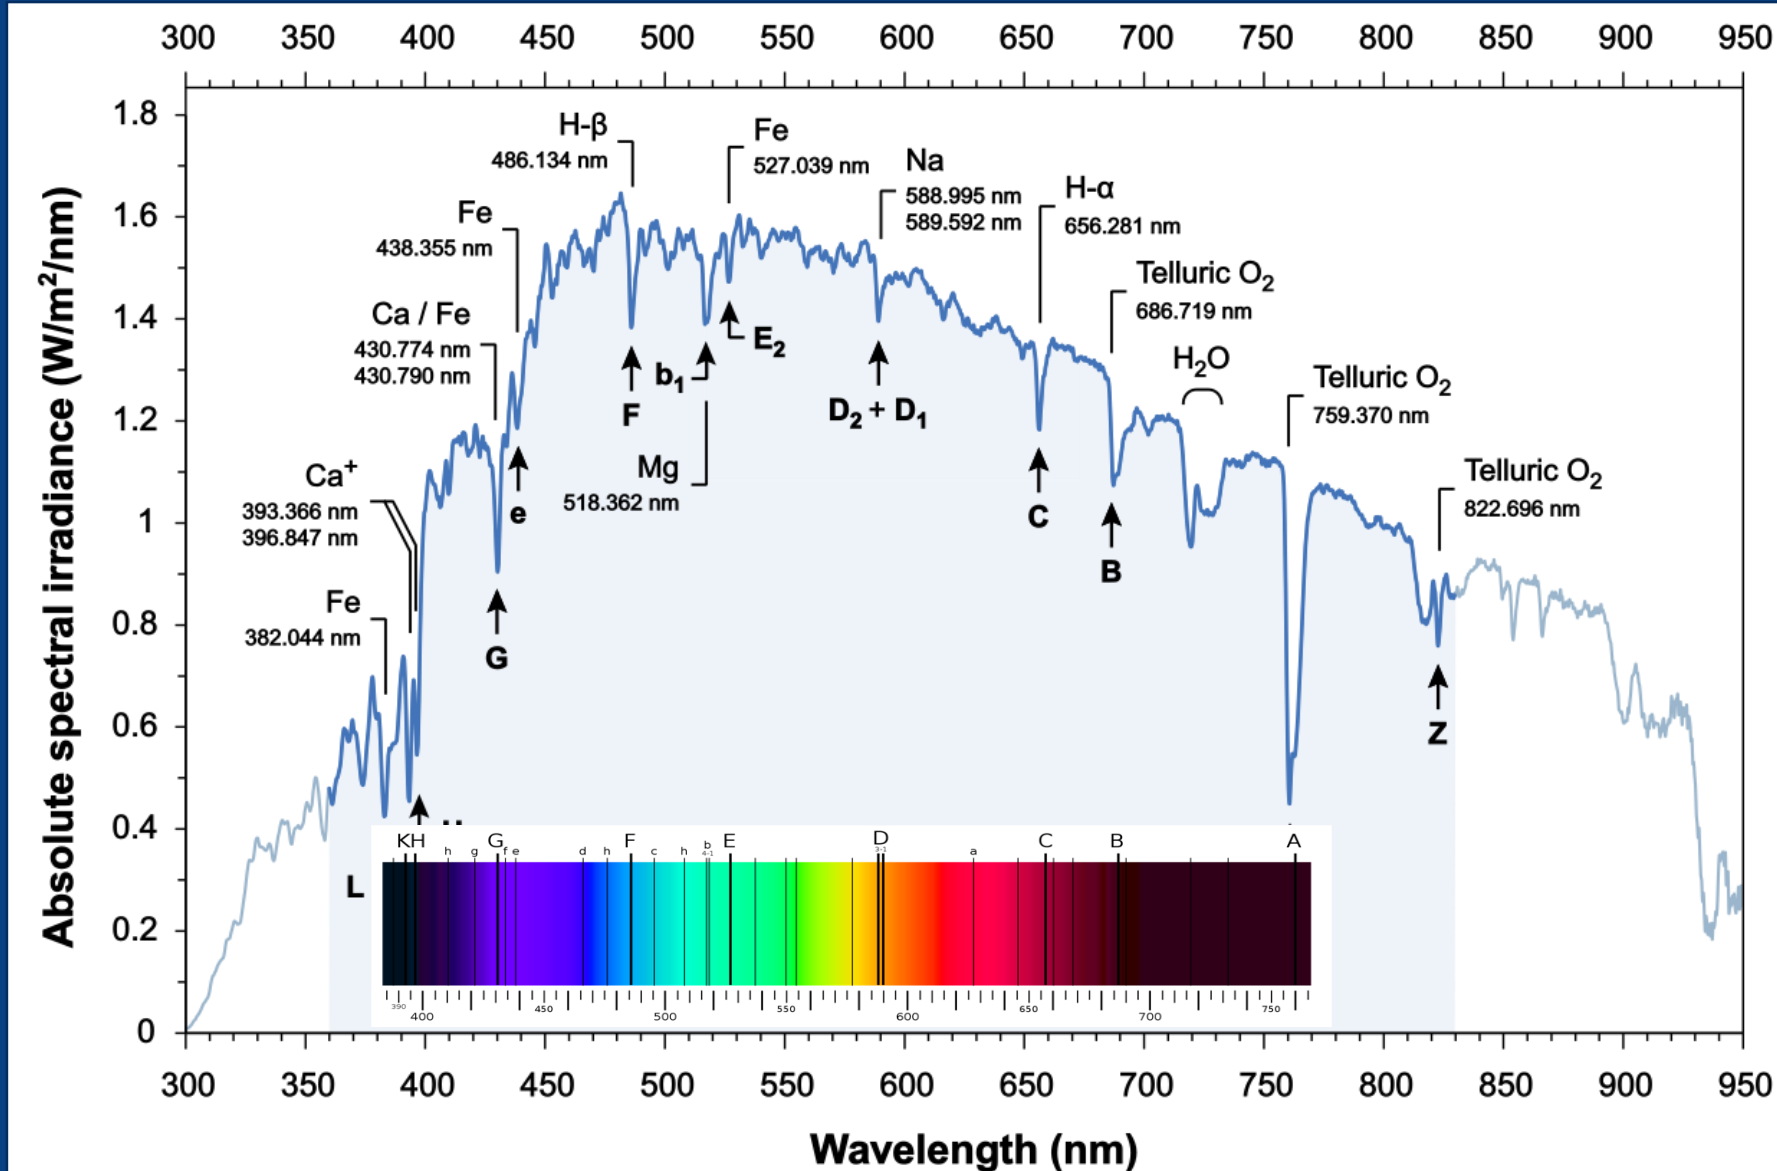 300 350 400 450 500 550 600 650 700 750 800 850 900 950
Absolute spectral irradiance (W/m²/nm)
1.8
1.6
1.4
1.2
1
0.8
0.6
0.4
0.2
0
H-β
486.134 nm
Fe
527.039 nm
Na
588.995 nm
589.592 nm
H-α
656.281 nm
Fe
438.355 nm
Telluric O₂
686.719 nm
Ca / Fe
430.774 nm
430.790 nm
H₂O
Telluric O₂
759.370 nm
E₂
b₁
F
D₂ + D₁
Mg
518.362 nm
Ca⁺
393.366 nm
396.847 nm
e
C
B
Telluric O₂
822.696 nm
Fe
382.044 nm
G
Z
L
K H h g G f e d h F c h b E D a C B A
4-1 3-1
390 400 450 500 550 600 650 700 750
300 350 400 450 500 550 600 650 700 750 800 850 900 950
Wavelength (nm)